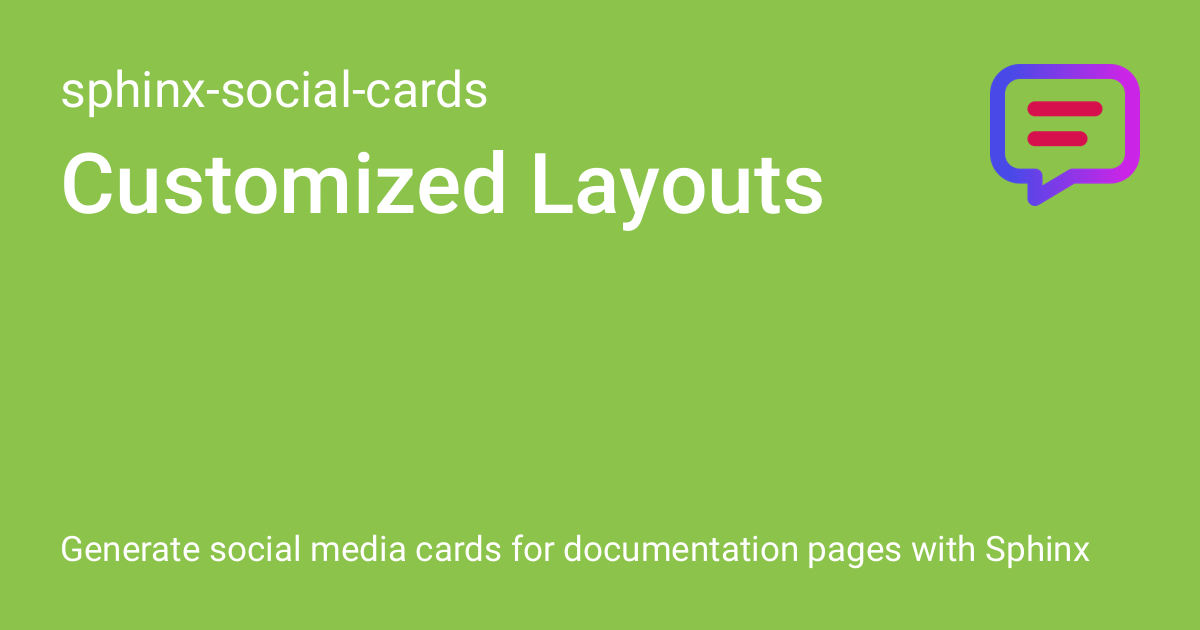 sphinx-social-cards
Customized Layouts
Generate social media cards for documentation pages with Sphinx